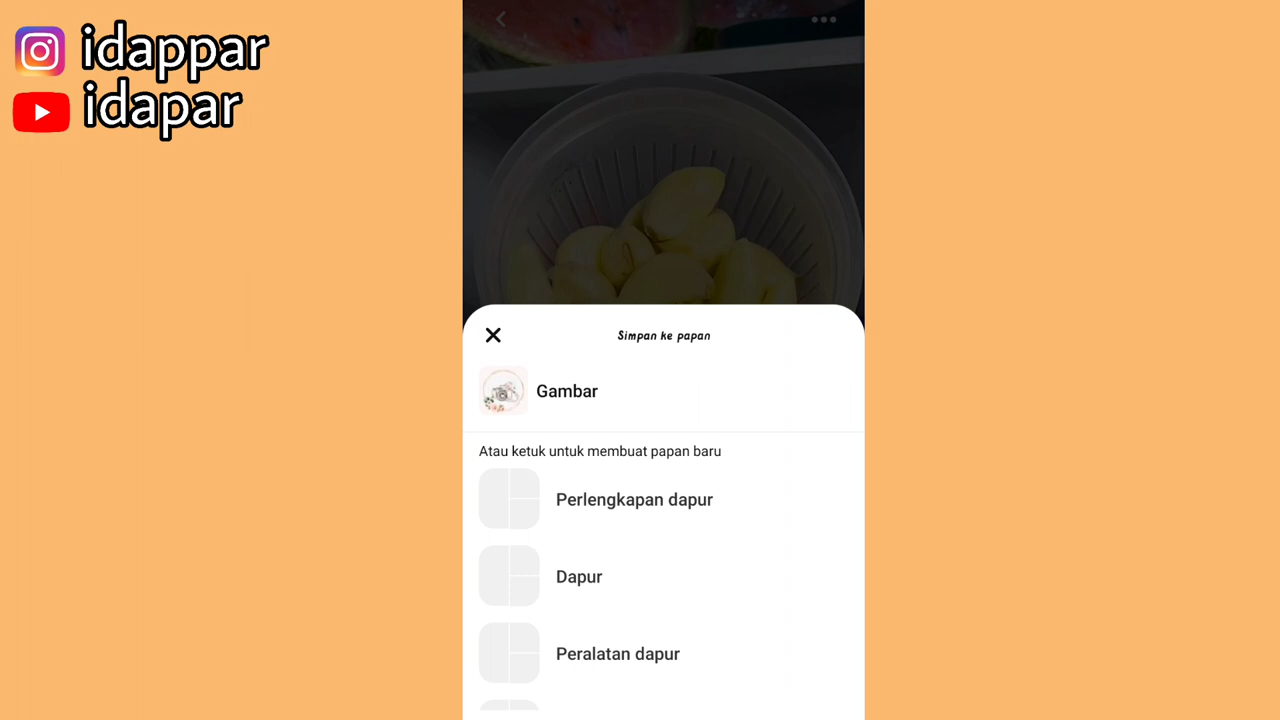 idappar
idapar
Simpan ke papan
Gambar
Atau ketuk untuk membuat papan baru
Perlengkapan dapur
Dapur
Peralatan dapur